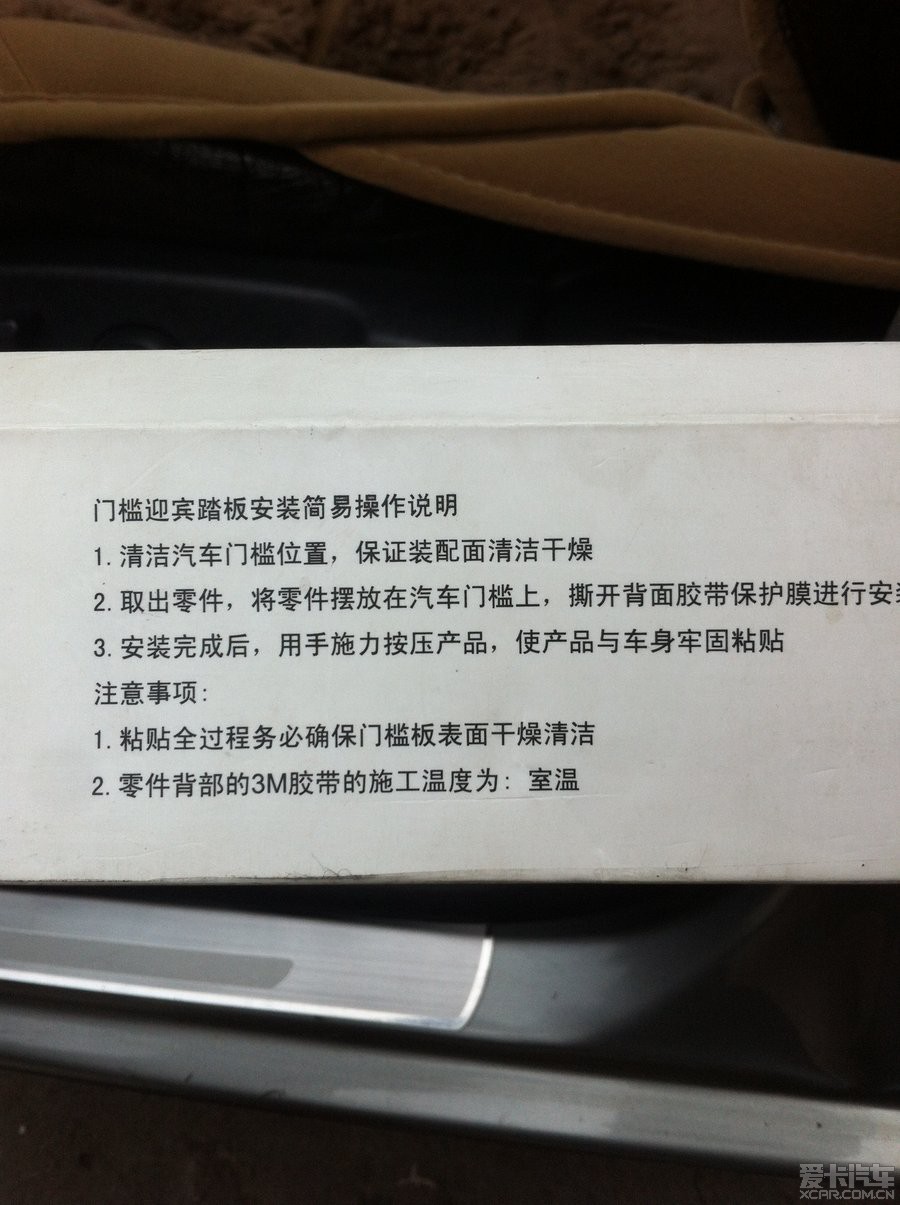 门槛迎宾踏板安装简易操作说明
1. 清洁汽车门槛位置，保证装配面清洁干燥
2. 取出零件，将零件摆放在汽车门槛上，撕开背面胶带保护膜进行安装
3. 安装完成后，用手施力按压产品，使产品与车身牢固粘贴
注意事项：
1. 粘贴全过程务必确保门槛板表面干燥清洁
2. 零件背部的3M胶带的施工温度为：室温
爱卡汽车
XCAR.COM.CN